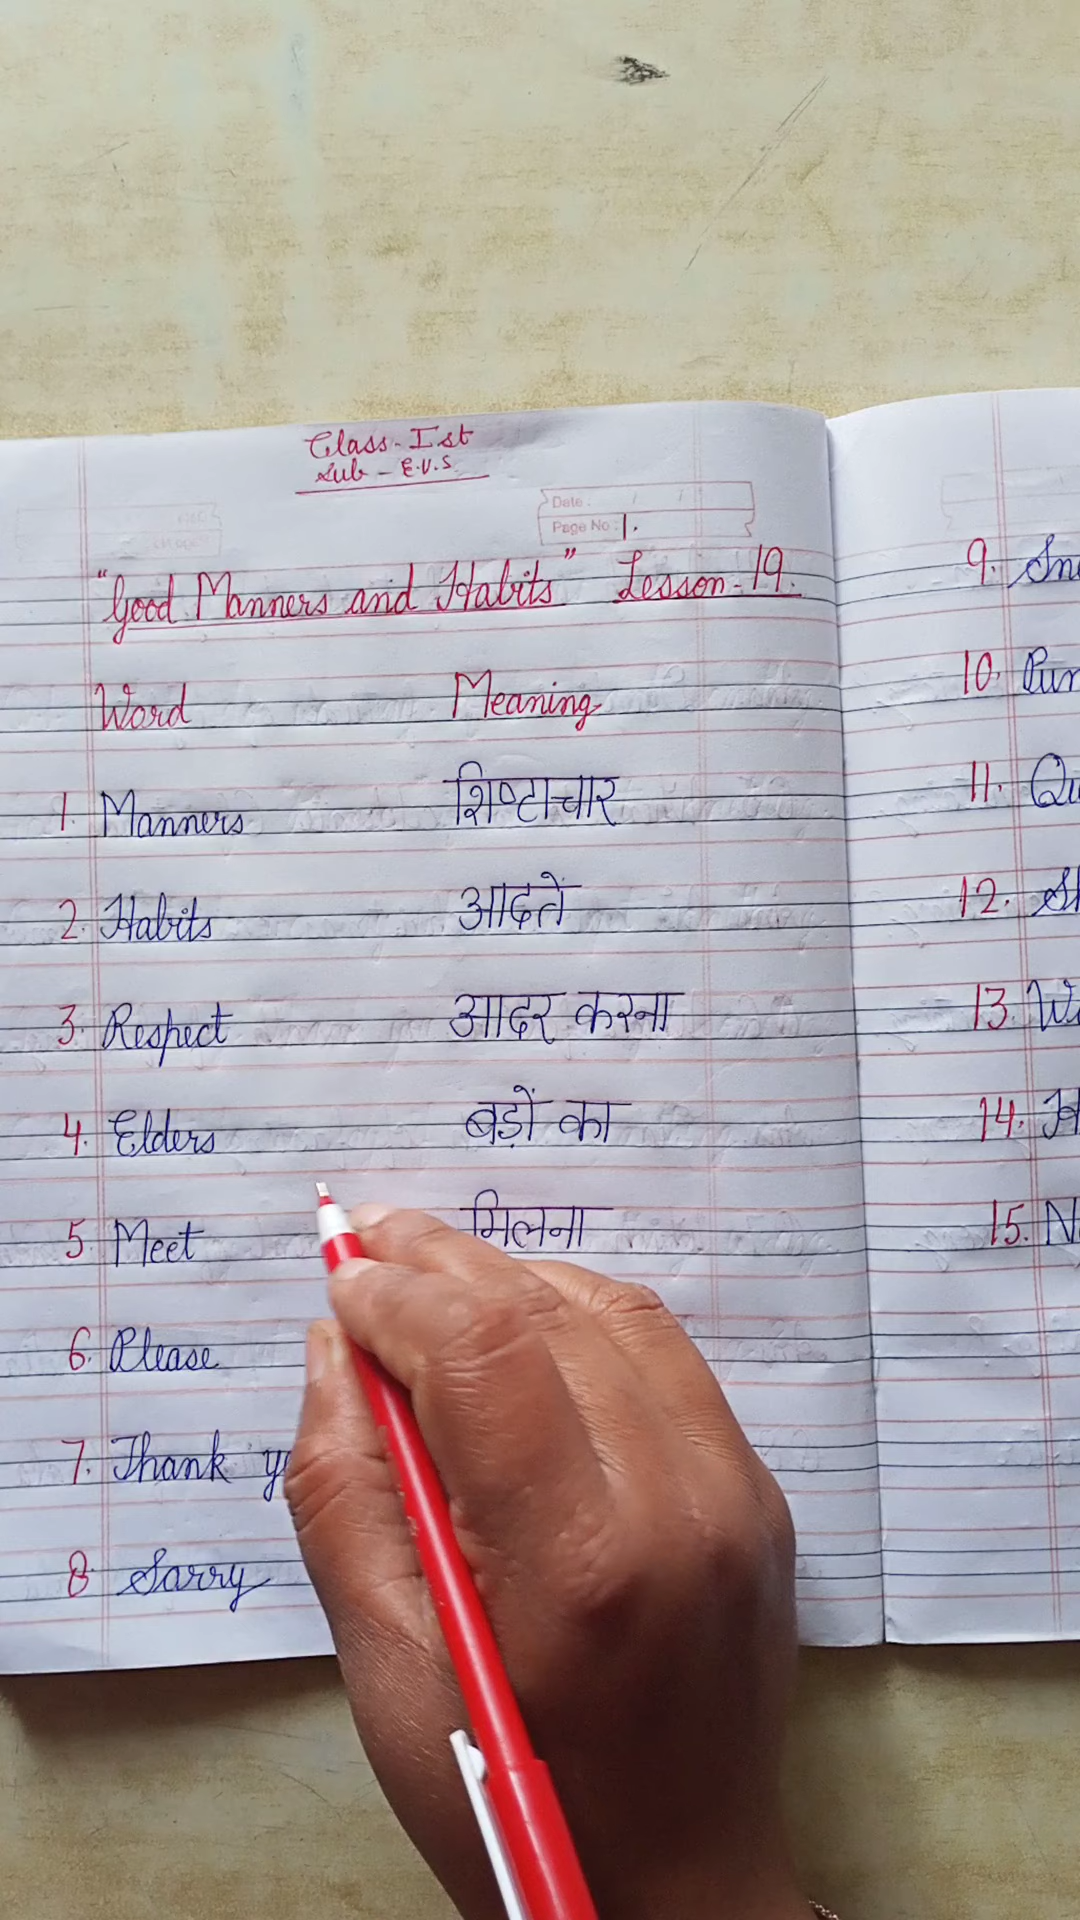 Class - Ist
Sub - E.V.S.
Date : / /
Page No : 1.
"Good Manners and Habits" Lesson - 19.
Word Meaning
1. Manners शिष्टाचार
2. Habits आदतें
3. Respect आदर करना
4. Elders बड़ों का
5. Meet मिलना
6. Please
7. Thank
8. Sorry
9.
10.
11.
12.
13.
14.
15.